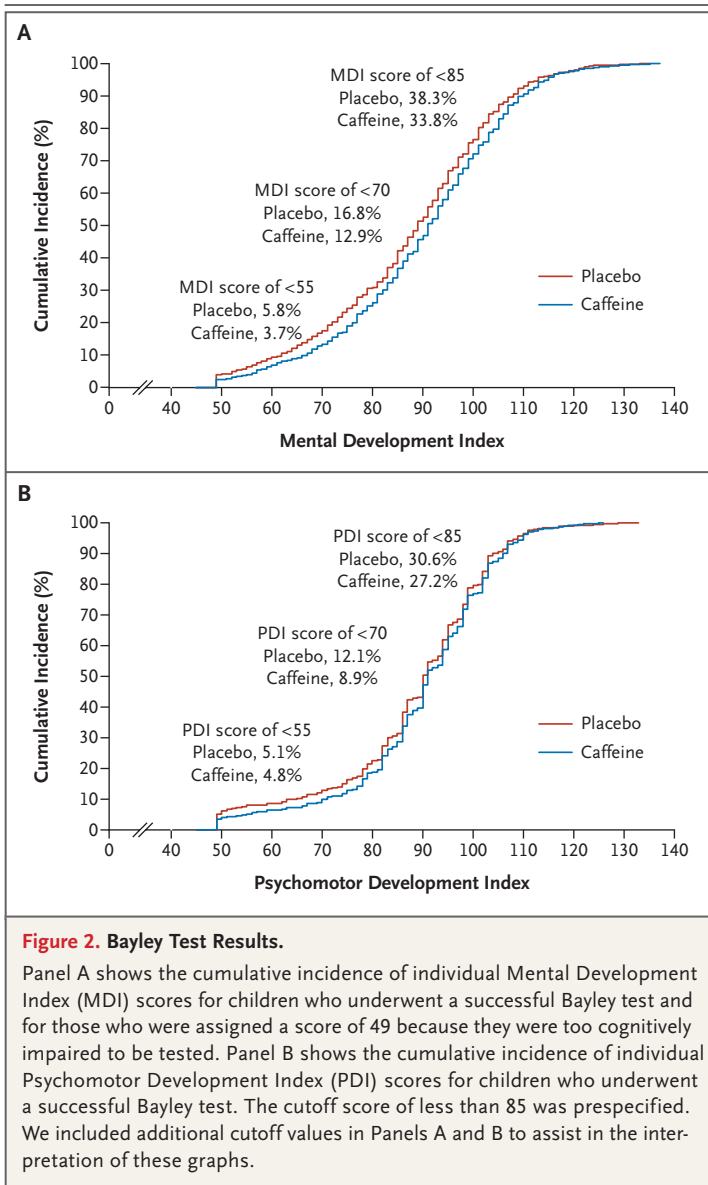 A
100
90
80
70
60
50
40
30
20
10
0
Cumulative Incidence (%)
MDI score of <85
Placebo, 38.3%
Caffeine, 33.8%
MDI score of <70
Placebo, 16.8%
Caffeine, 12.9%
MDI score of <55
Placebo, 5.8%
Caffeine, 3.7%
Placebo
Caffeine
0 40 50 60 70 80 90 100 110 120 130 140
Mental Development Index
B
100
90
80
70
60
50
40
30
20
10
0
Cumulative Incidence (%)
PDI score of <85
Placebo, 30.6%
Caffeine, 27.2%
PDI score of <70
Placebo, 12.1%
Caffeine, 8.9%
PDI score of <55
Placebo, 5.1%
Caffeine, 4.8%
Placebo
Caffeine
0 40 50 60 70 80 90 100 110 120 130 140
Psychomotor Development Index
Figure 2. Bayley Test Results.
Panel A shows the cumulative incidence of individual Mental Development
Index (MDI) scores for children who underwent a successful Bayley test and
for those who were assigned a score of 49 because they were too cognitively
impaired to be tested. Panel B shows the cumulative incidence of individual
Psychomotor Development Index (PDI) scores for children who underwent
a successful Bayley test. The cutoff score of less than 85 was prespecified.
We included additional cutoff values in Panels A and B to assist in the inter-
pretation of these graphs.